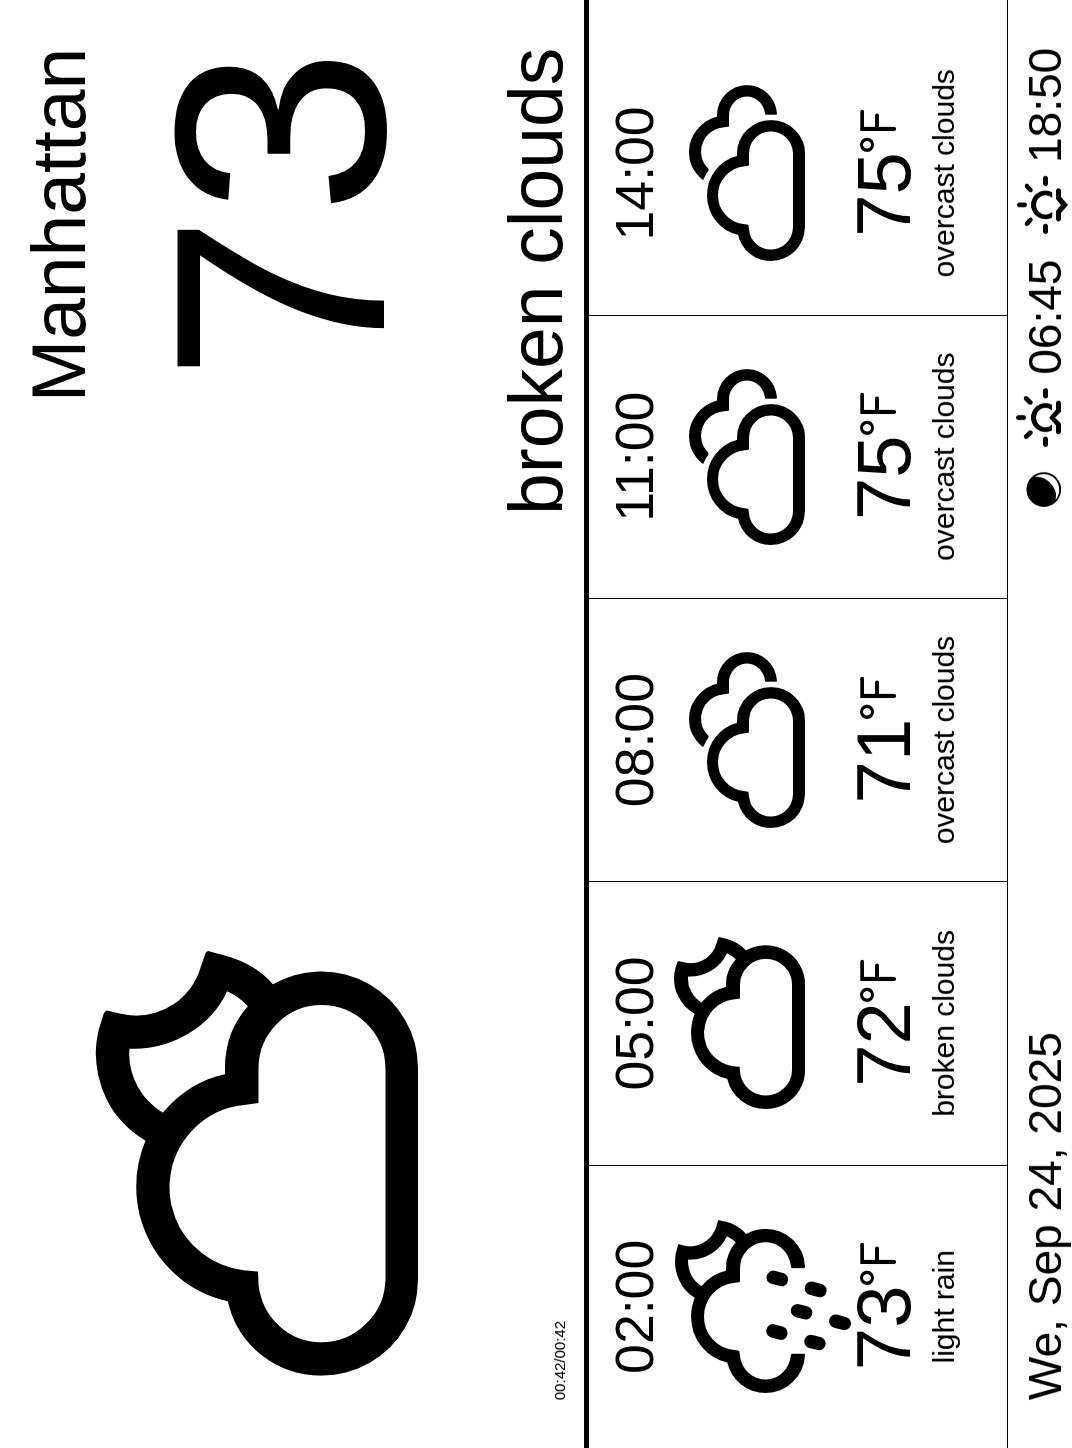 Manhattan
73
broken clouds
00:42/00:42
02:00 05:00 08:00 11:00 14:00
73°F 72°F 71°F 75°F 75°F
light rain broken clouds overcast clouds overcast clouds overcast clouds
We, Sep 24, 2025 06:45 18:50